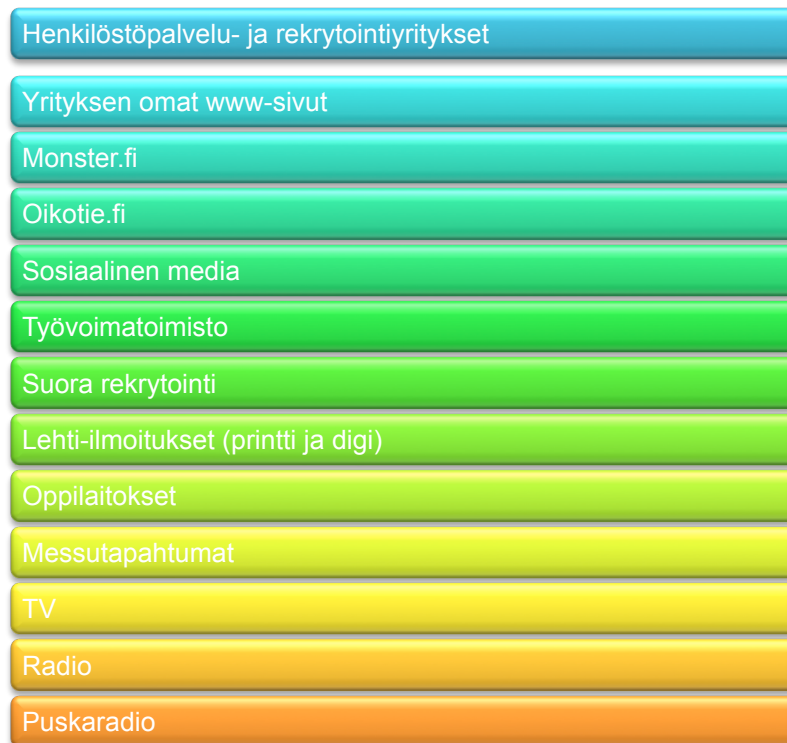 Henkilöstöpalvelu- ja rekrytointiyritykset
Yrityksen omat www-sivut
Monster.fi
Oikotie.fi
Sosiaalinen media
Työvoimatoimisto
Suora rekrytointi
Lehti-ilmoitukset (printti ja digi)
Oppilaitokset
Messutapahtumat
TV
Radio
Puskaradio